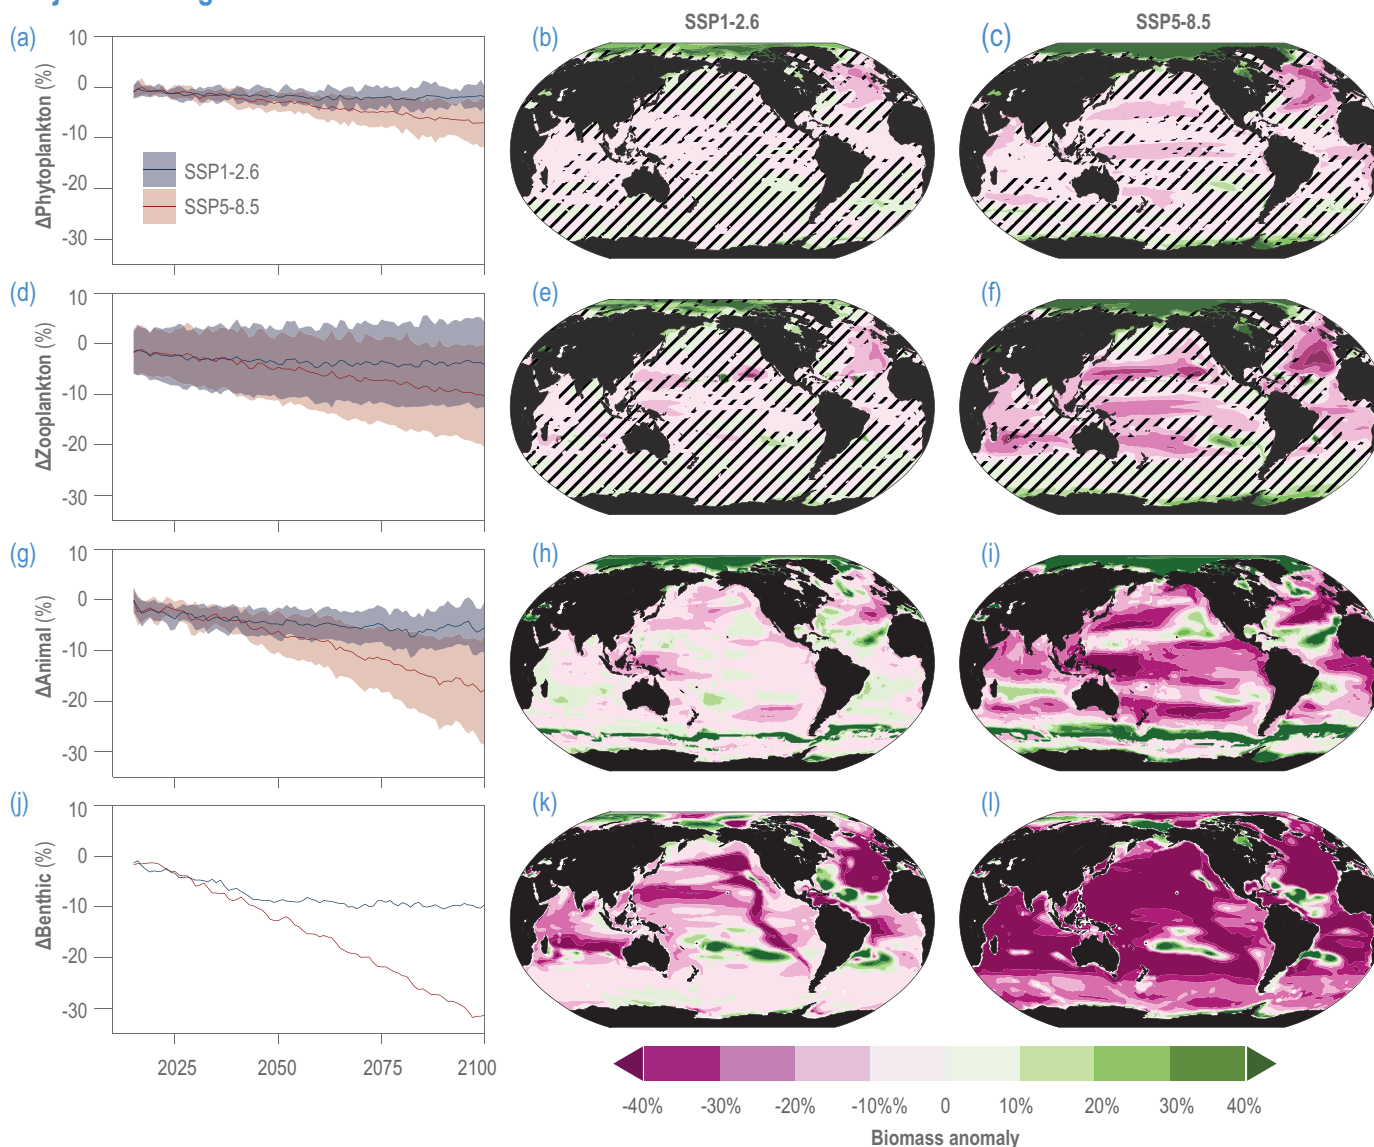 SSP1-2.6
SSP5-8.5
(a)
(b)
(c)
10
0
-10
-20
-30
ΔPhytoplankton (%)
SSP1-2.6
SSP5-8.5
(d)
(e)
(f)
10
0
-10
-20
-30
ΔZooplankton (%)
(g)
(h)
(i)
10
0
-10
-20
-30
ΔAnimal (%)
(j)
(k)
(l)
10
0
-10
-20
-30
ΔBenthic (%)
2025
2050
2075
2100
-40%
-30%
-20%
-10%%
0
10%
20%
30%
40%
Biomass anomaly